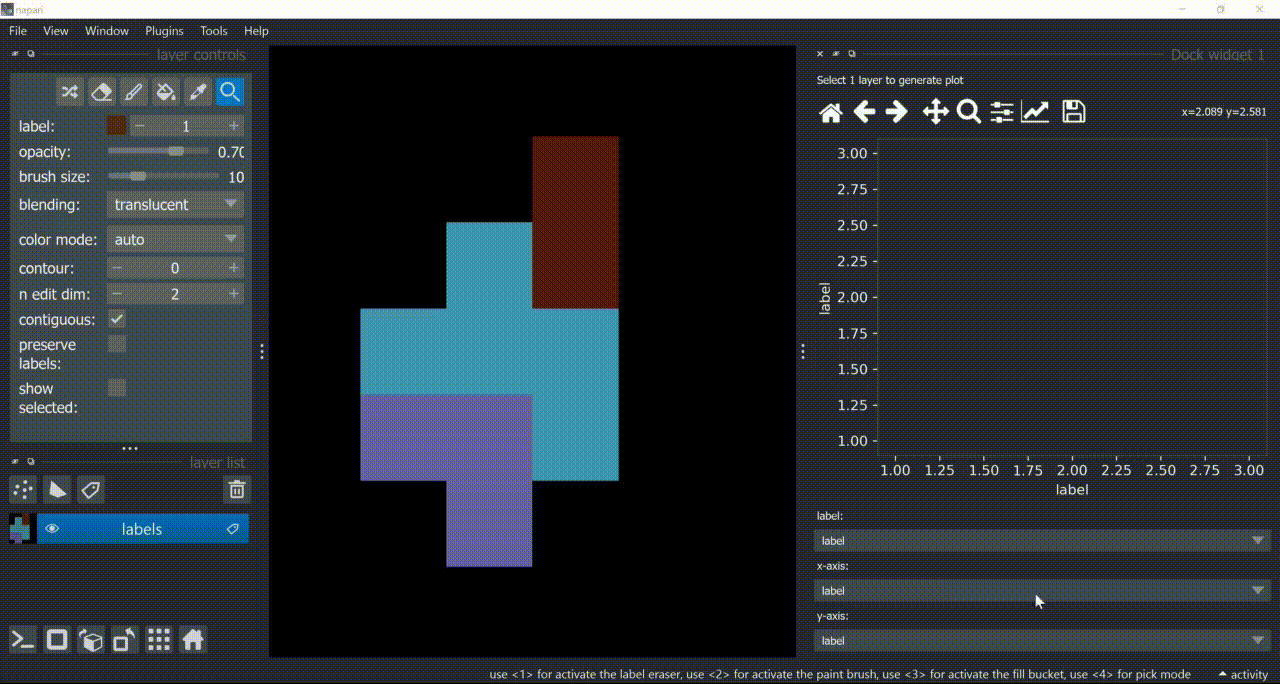 napari
File View Window Plugins Tools Help
layer controls
label: 1
opacity: 0.70
brush size: 10
blending: translucent
color mode: auto
contour: 0
n edit dim: 2
contiguous:
preserve
labels:
show
selected:
layer list
labels
Dock widget 1
Select 1 layer to generate plot
x=2.089 y=2.581
3.00
2.75
2.50
2.25
2.00
1.75
1.50
1.25
1.00
label
1.00 1.25 1.50 1.75 2.00 2.25 2.50 2.75 3.00
label
label:
label
x-axis:
label
y-axis:
label
use <1> for activate the label eraser, use <2> for activate the paint brush, use <3> for activate the fill bucket, use <4> for pick mode
activity